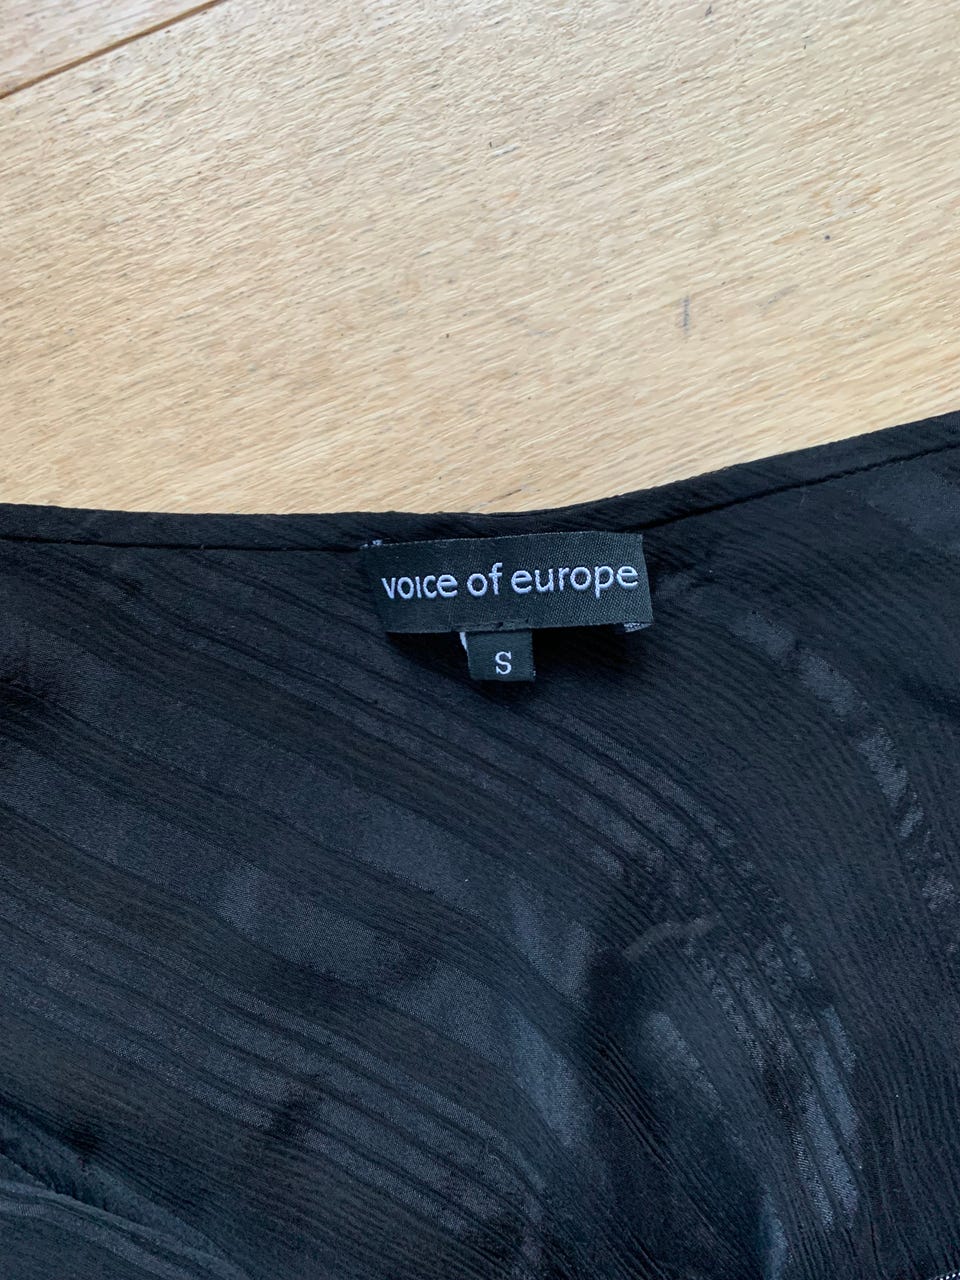 voice of europe
S